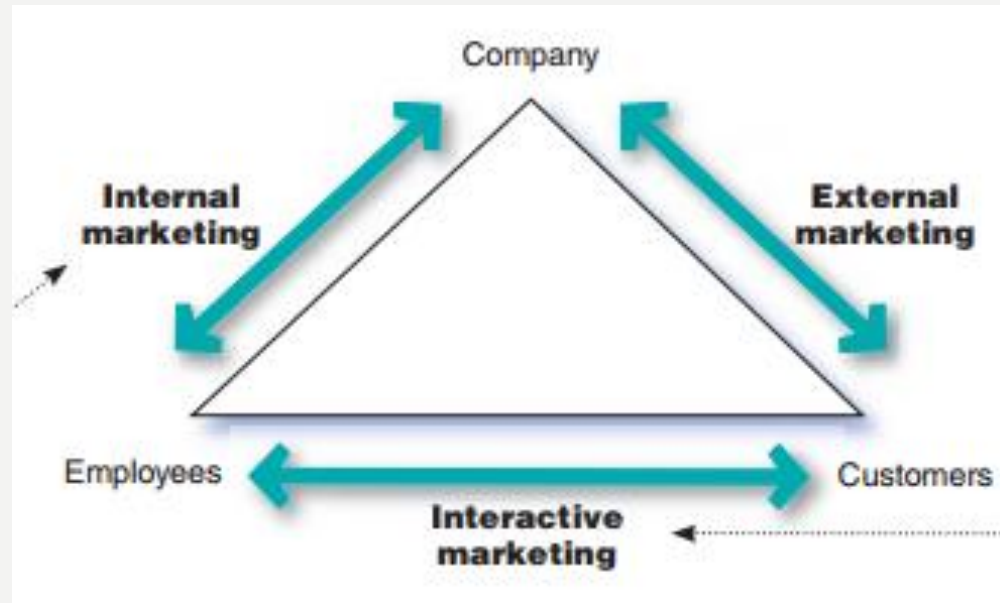 Company
Internal
marketing
External
marketing
Employees
Customers
Interactive
marketing